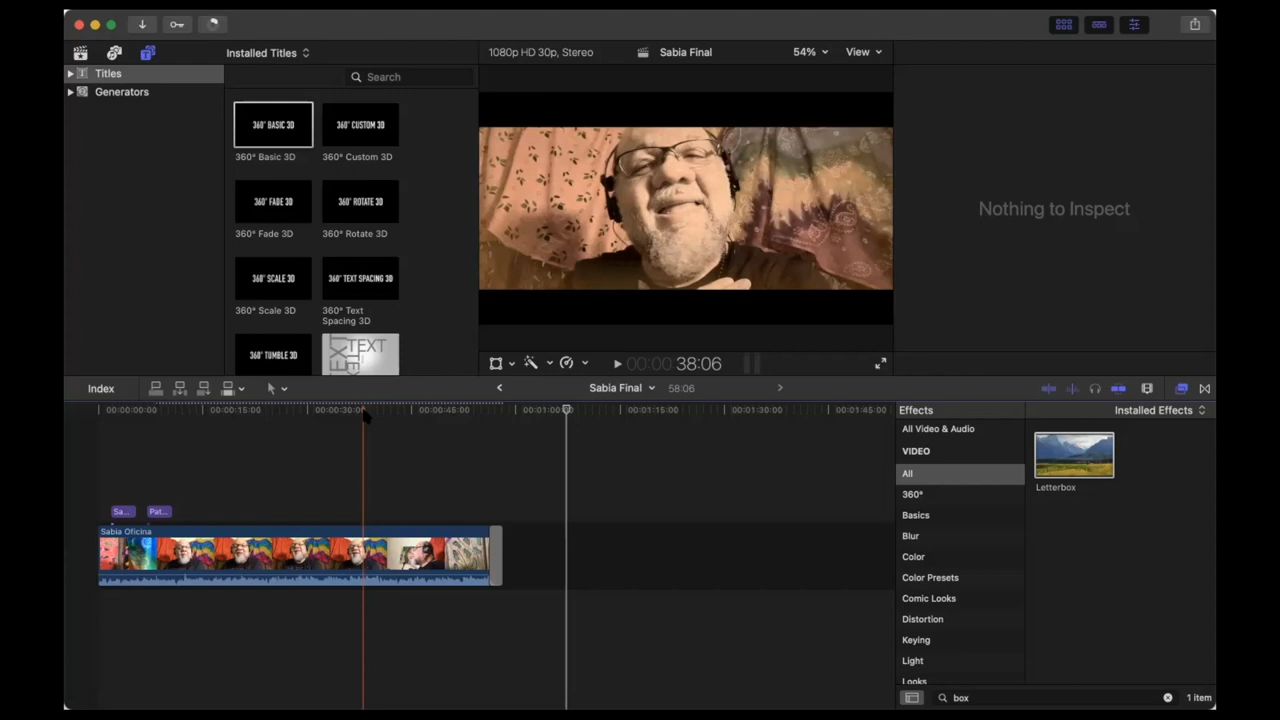 Installed Titles
1080p HD 30p, Stereo
Sabia Final
54%
View
Titles
Generators
Search
360° BASIC 3D
360° CUSTOM 3D
360° Basic 3D
360° Custom 3D
360° FADE 3D
360° ROTATE 3D
360° Fade 3D
360° Rotate 3D
360° SCALE 3D
360° TEXT SPACING 3D
360° Scale 3D
360° Text
Spacing 3D
360° TUMBLE 3D
TEXT
TEXT
Nothing to Inspect
00:00:38:06
Index
Sabia Final
58:06
00:00:00:00
00:00:15:00
00:00:30:00
00:00:45:00
00:01:00:00
00:01:15:00
00:01:30:00
00:01:45:00
Sa...
Pat...
Sabia Oficina
Effects
Installed Effects
All Video & Audio
VIDEO
All
360°
Basics
Blur
Color
Color Presets
Comic Looks
Distortion
Keying
Light
Looks
Letterbox
box
1 item